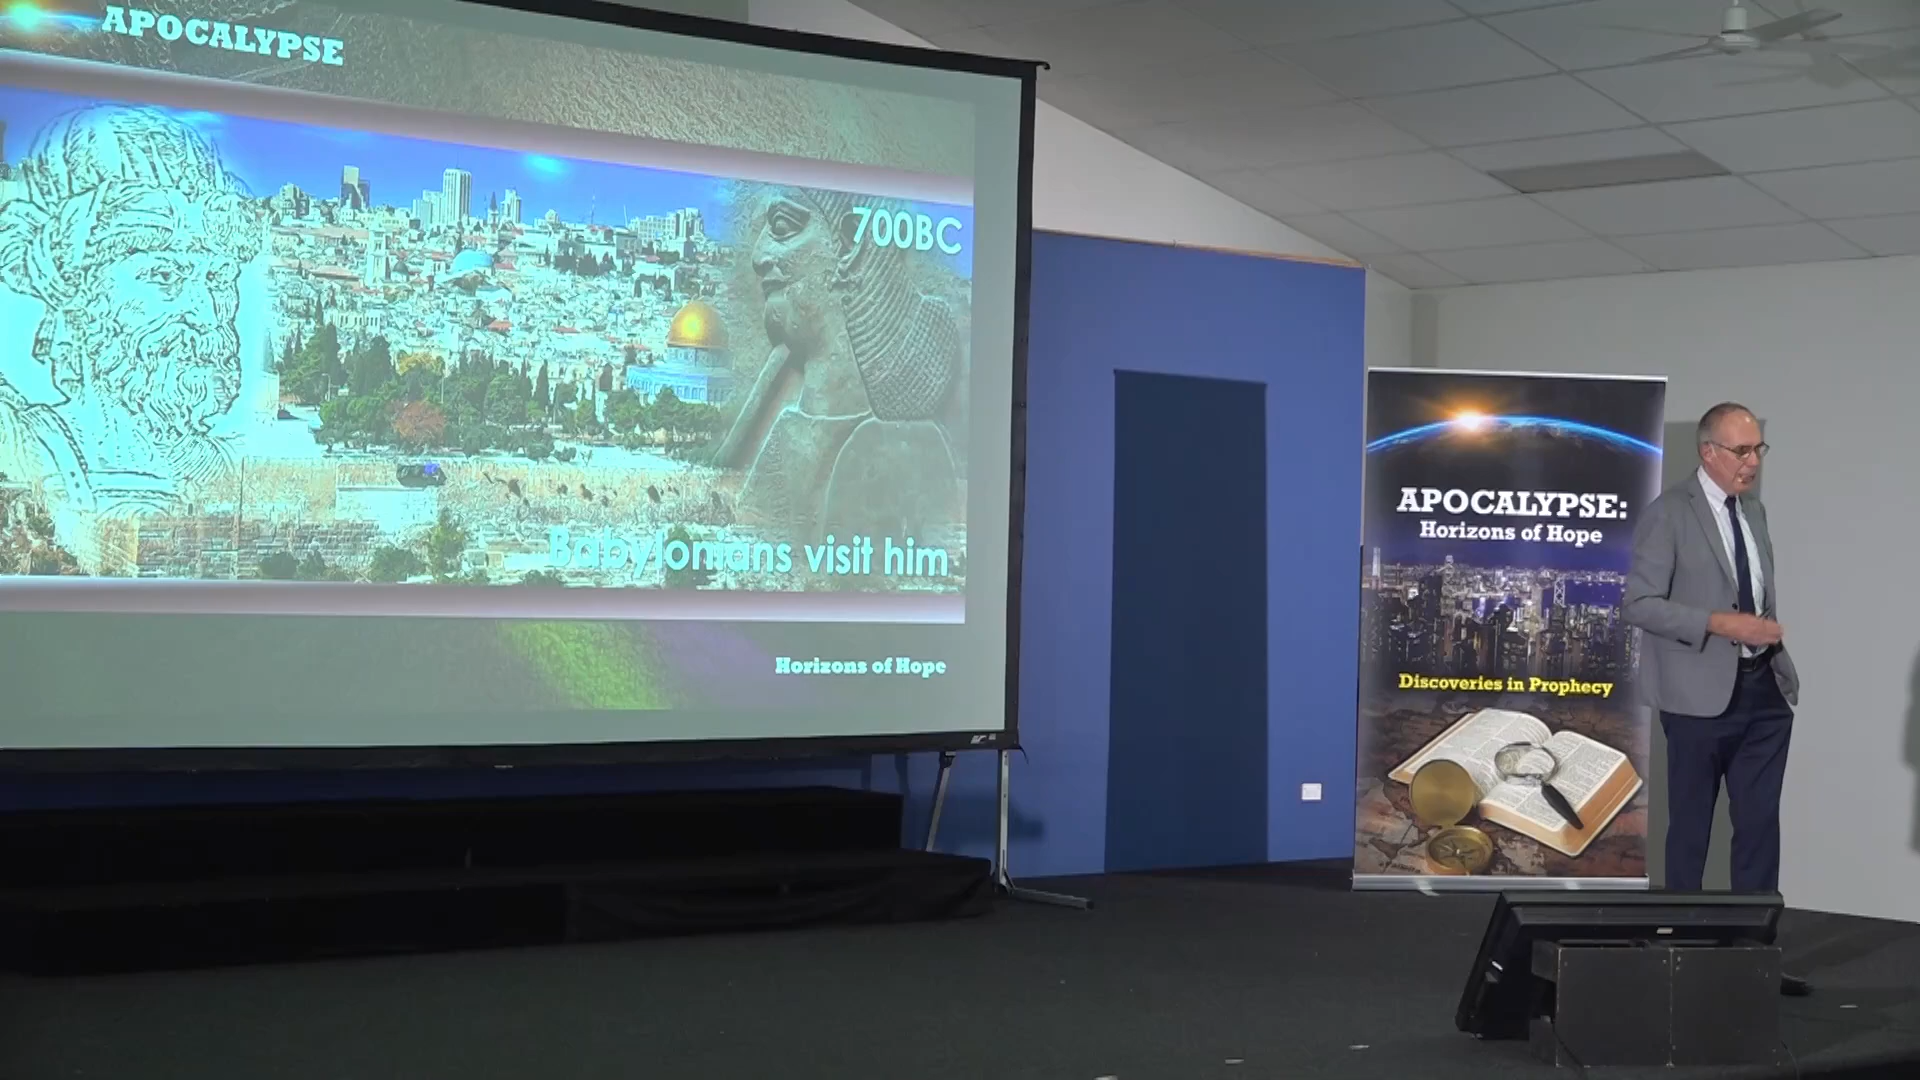 APOCALYPSE
700BC
Babylonians visit him
Horizons of Hope
APOCALYPSE:
Horizons of Hope
Discoveries in Prophecy